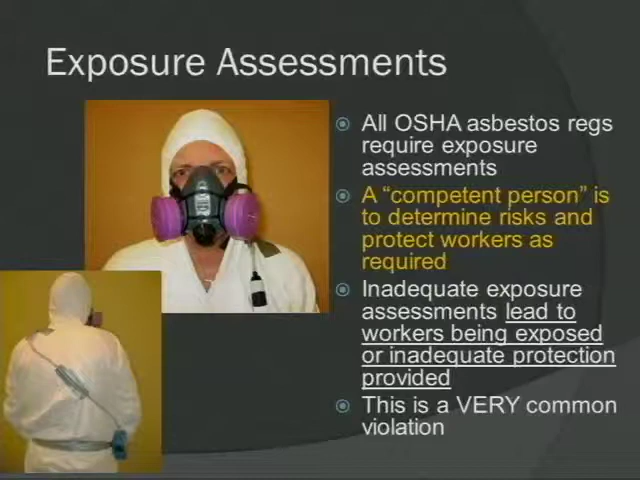 Exposure Assessments
All OSHA asbestos regs
require exposure
assessments
A “competent person” is
to determine risks and
protect workers as
required
Inadequate exposure
assessments lead to
workers being exposed
or inadequate protection
provided
This is a VERY common
violation